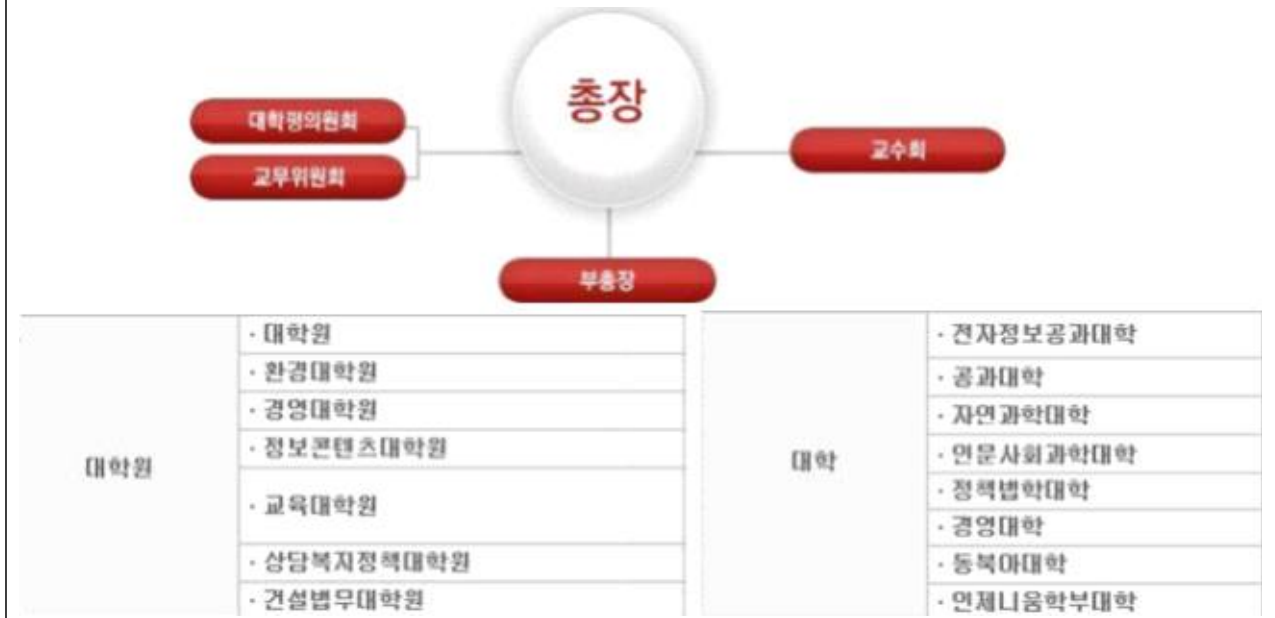 총장
대학평의원회
교무위원회
교수회
부총장
대학원
· 대학원
· 환경대학원
· 경영대학원
· 정보콘텐츠대학원
· 교육대학원
· 상담복지정책대학원
· 건설법무대학원
대학
· 전자정보공과대학
· 공과대학
· 자연과학대학
· 인문사회과학대학
· 정책법학대학
· 경영대학
· 동북아대학
· 인제니움학부대학